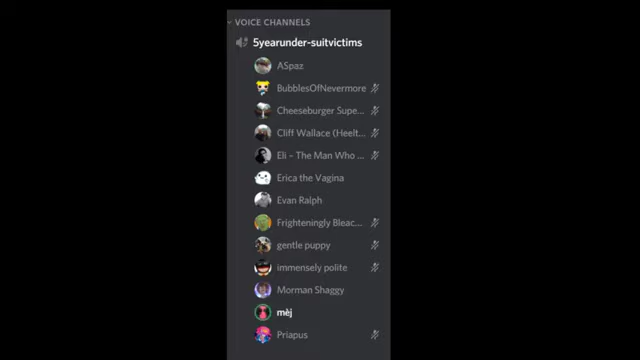 VOICE CHANNELS
5yearunder-suitvictims
ASpaz
BubblesOfNevermore
Cheeseburger Supe...
Cliff Wallace (Heelt...
Eli – The Man Who ...
Erica the Vagina
Evan Ralph
Frighteningly Bleac...
gentle puppy
immensely polite
Morman Shaggy
mèj
Priapus